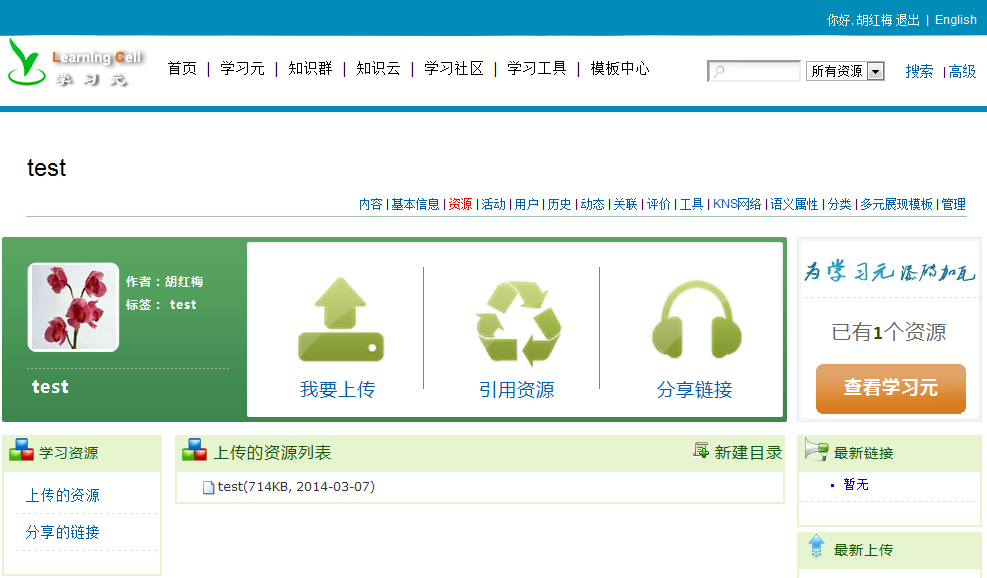 你好, 胡红梅 退出 | English
Learning Cell
学习元
首页 | 学习元 | 知识群 | 知识云 | 学习社区 | 学习工具 | 模板中心
所有资源
搜索 | 高级
test
内容 | 基本信息 | 资源 | 活动 | 用户 | 历史 | 动态 | 关联 | 评价 | 工具 | KNS网络 | 语义属性 | 分类 | 多元展现模板 | 管理
作者：胡红梅
标签： test
test
我要上传
引用资源
分享链接
为学习元添砖加瓦
已有1个资源
查看学习元
学习资源
上传的资源
分享的链接
上传的资源列表
新建目录
test(714KB, 2014-03-07)
最新链接
暂无
最新上传